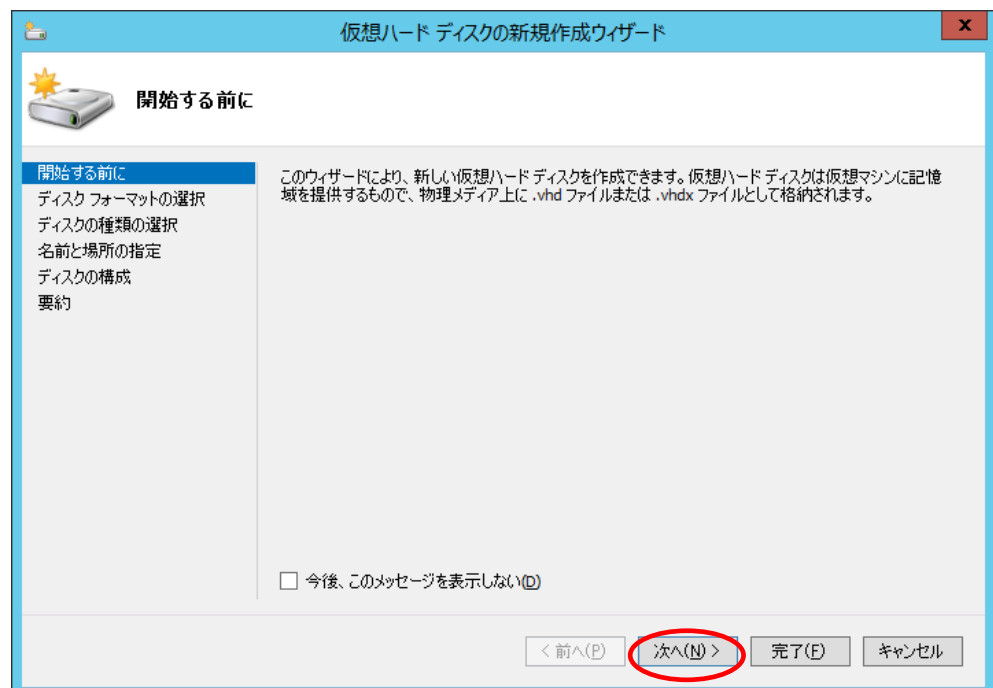 仮想ハード ディスクの新規作成ウィザード
x
開始する前に
開始する前に
ディスク フォーマットの選択
ディスクの種類の選択
名前と場所の指定
ディスクの構成
要約
このウィザードにより、新しい仮想ハード ディスクを作成できます。仮想ハード ディスクは仮想マシンに記憶
域を提供するもので、物理メディア上に .vhd ファイルまたは .vhdx ファイルとして格納されます。
今後、このメッセージを表示しない(D)
< 前へ(P) 次へ(N) > 完了(F) キャンセル